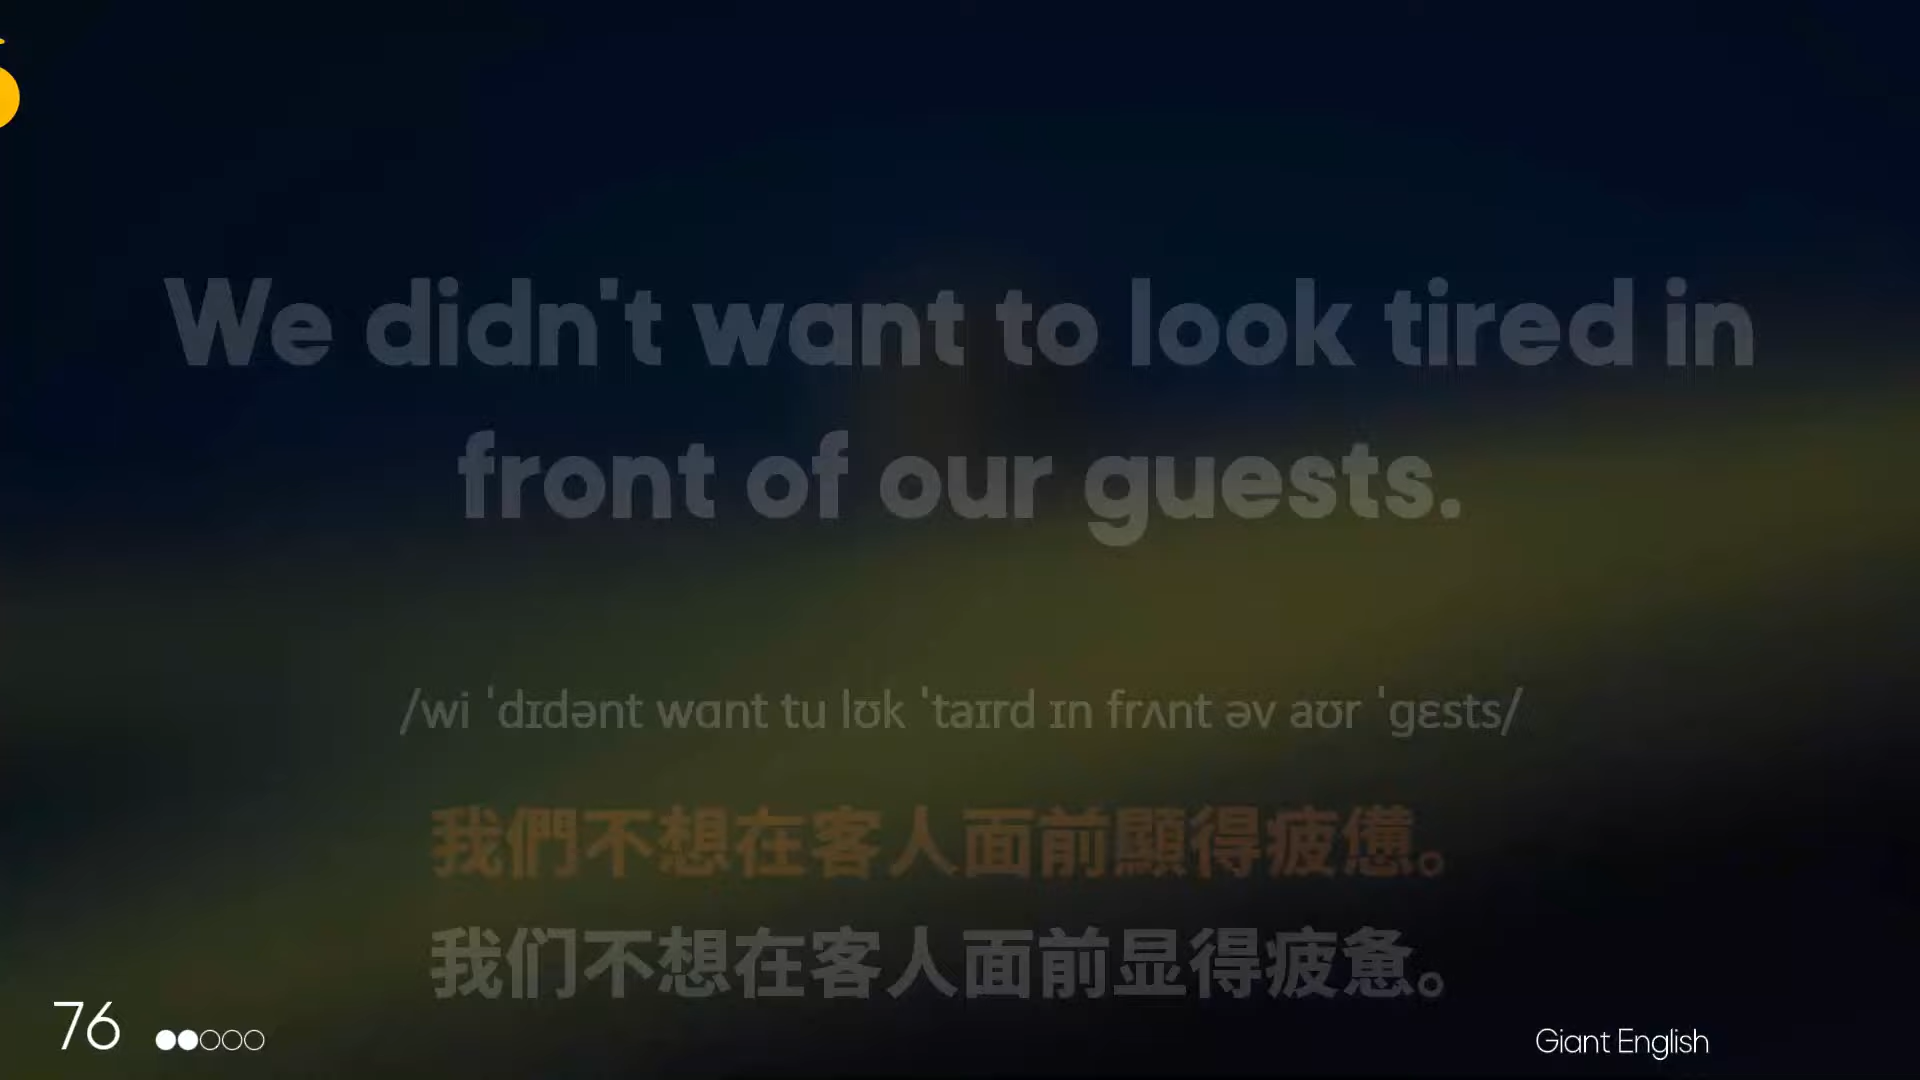 We didn't want to look tired in
front of our guests.
/wi ˈdɪdənt wɑnt tu lʊk ˈtaɪrd ɪn frʌnt əv aʊr ˈgɛsts/
我們不想在客人面前顯得疲憊。
我们不想在客人面前显得疲惫。
76
Giant English